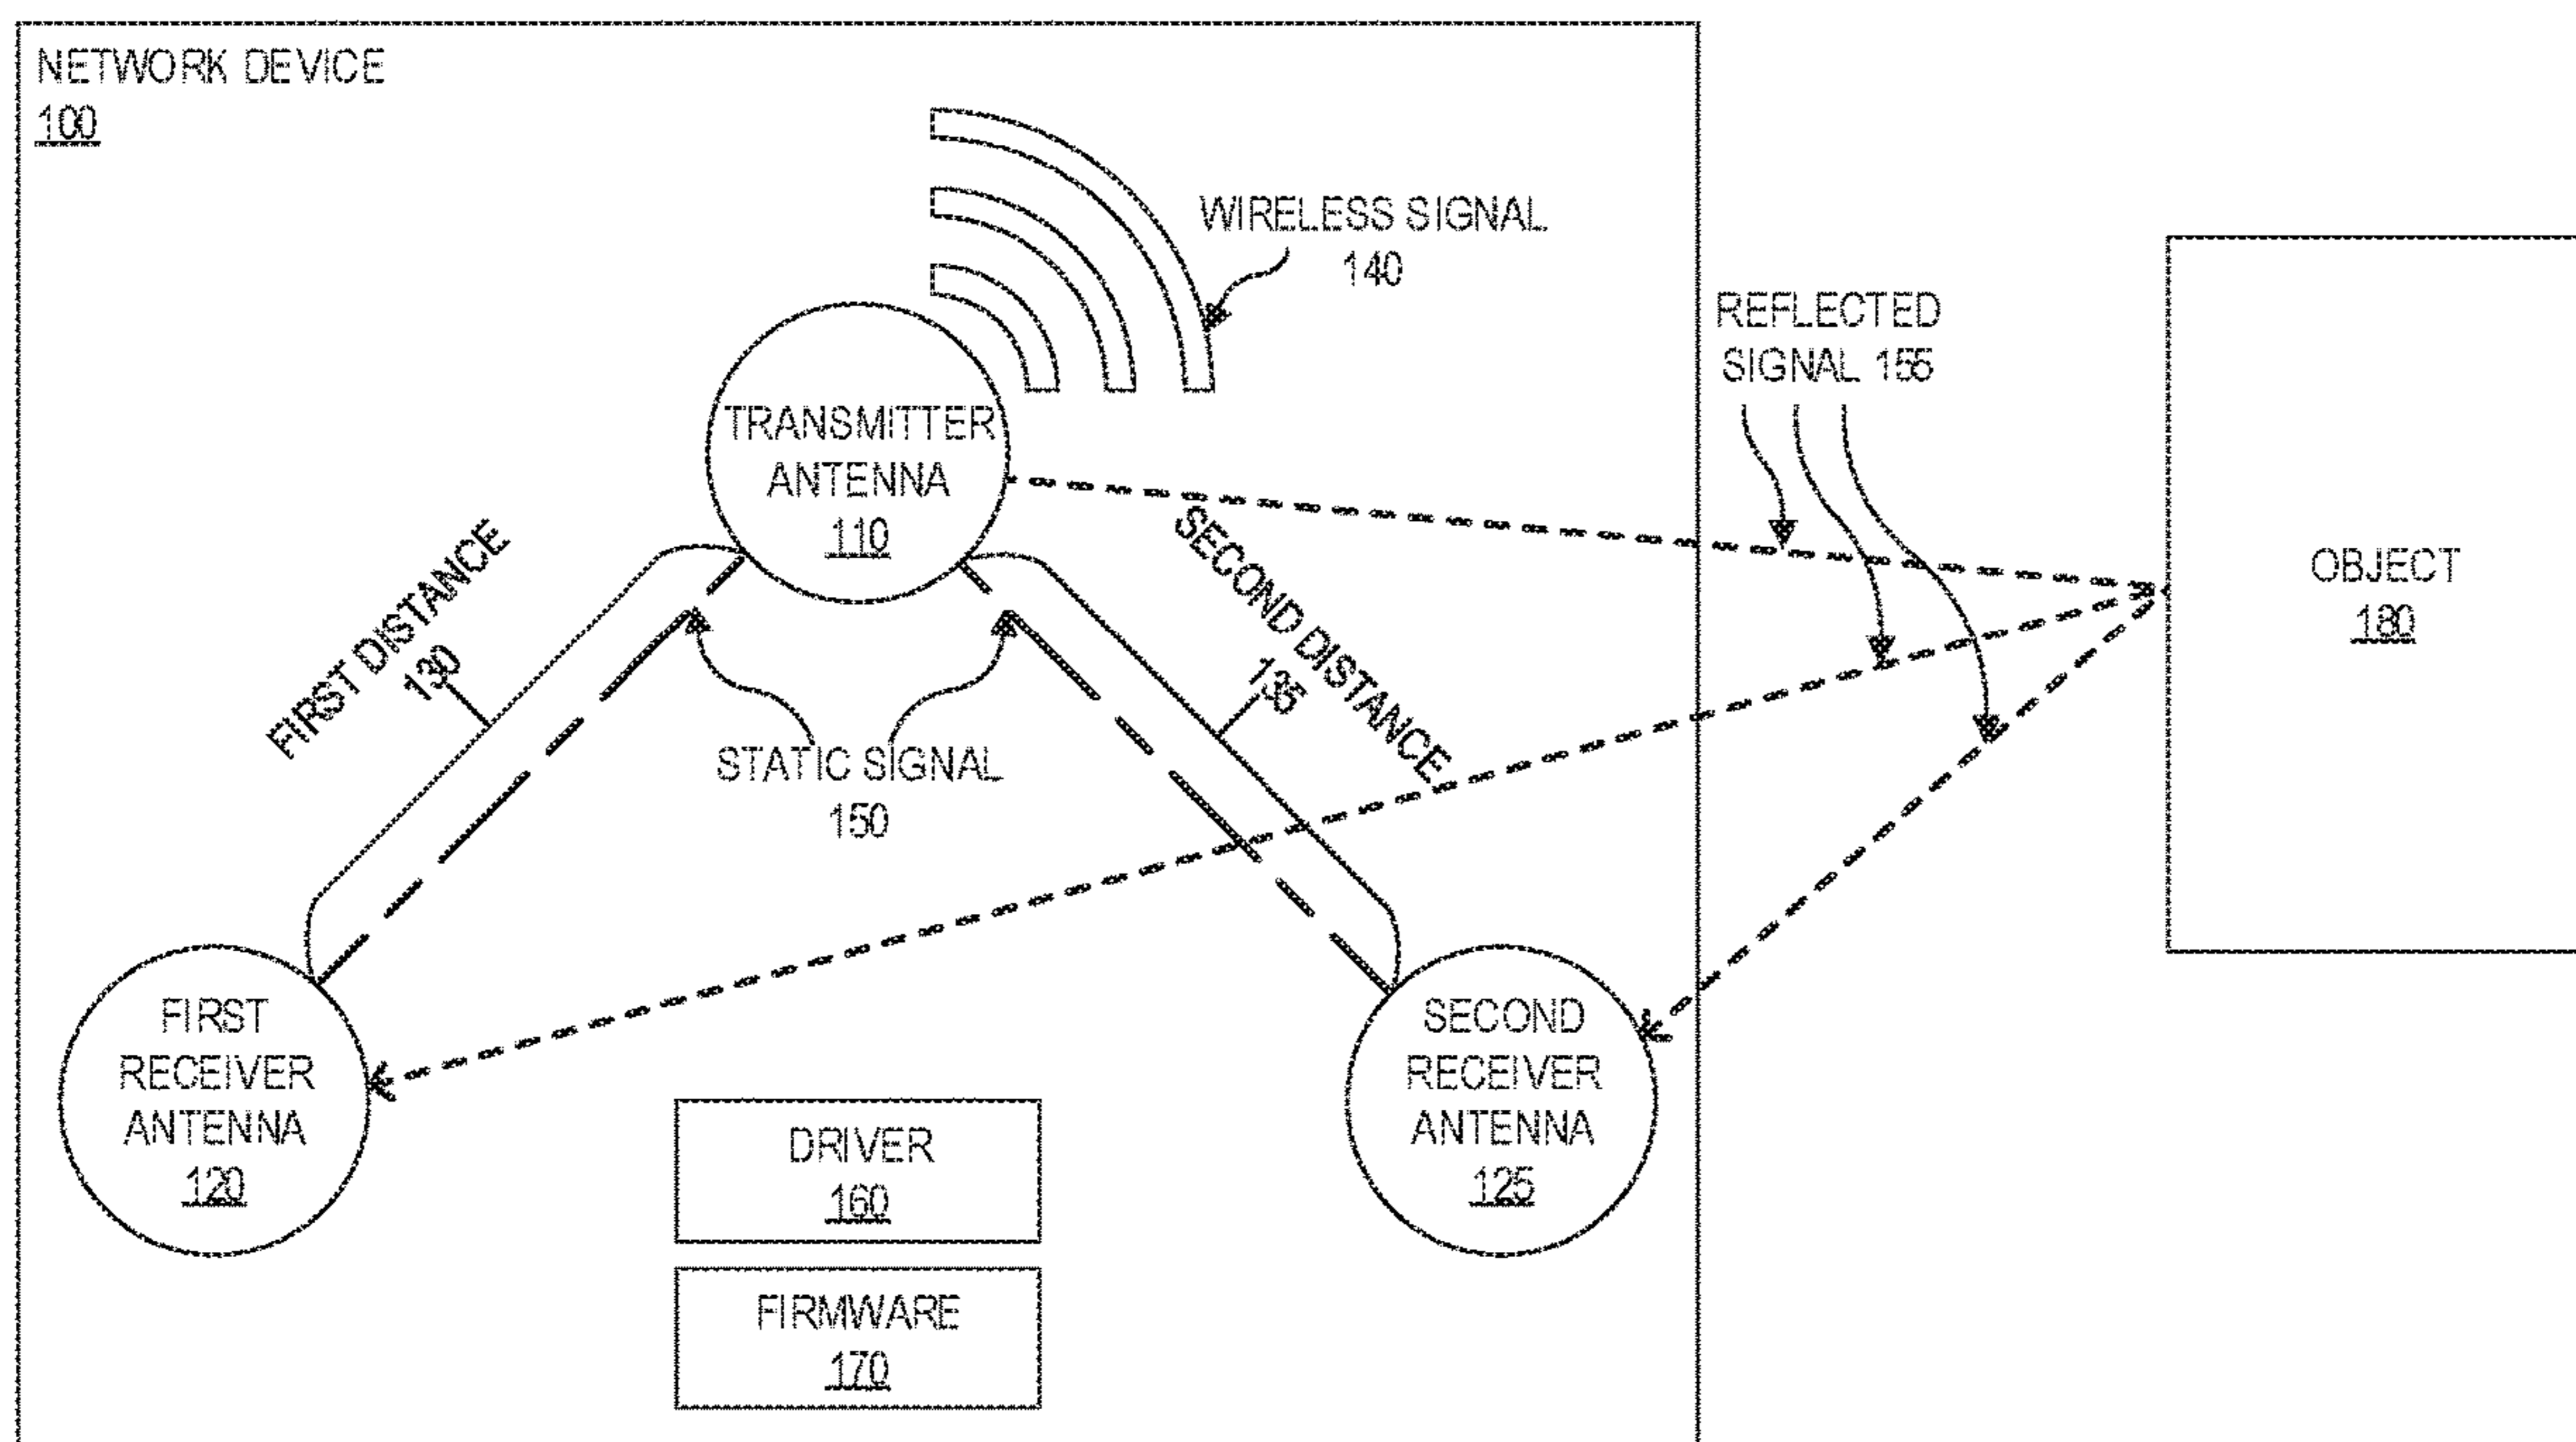 NETWORK DEVICE
100
WIRELESS SIGNAL
140
REFLECTED
SIGNAL 155
TRANSMITTER
ANTENNA
110
OBJECT
180
FIRST DISTANCE
130
SECOND DISTANCE
135
STATIC SIGNAL
150
FIRST
RECEIVER
ANTENNA
120
SECOND
RECEIVER
ANTENNA
125
DRIVER
160
FIRMWARE
170